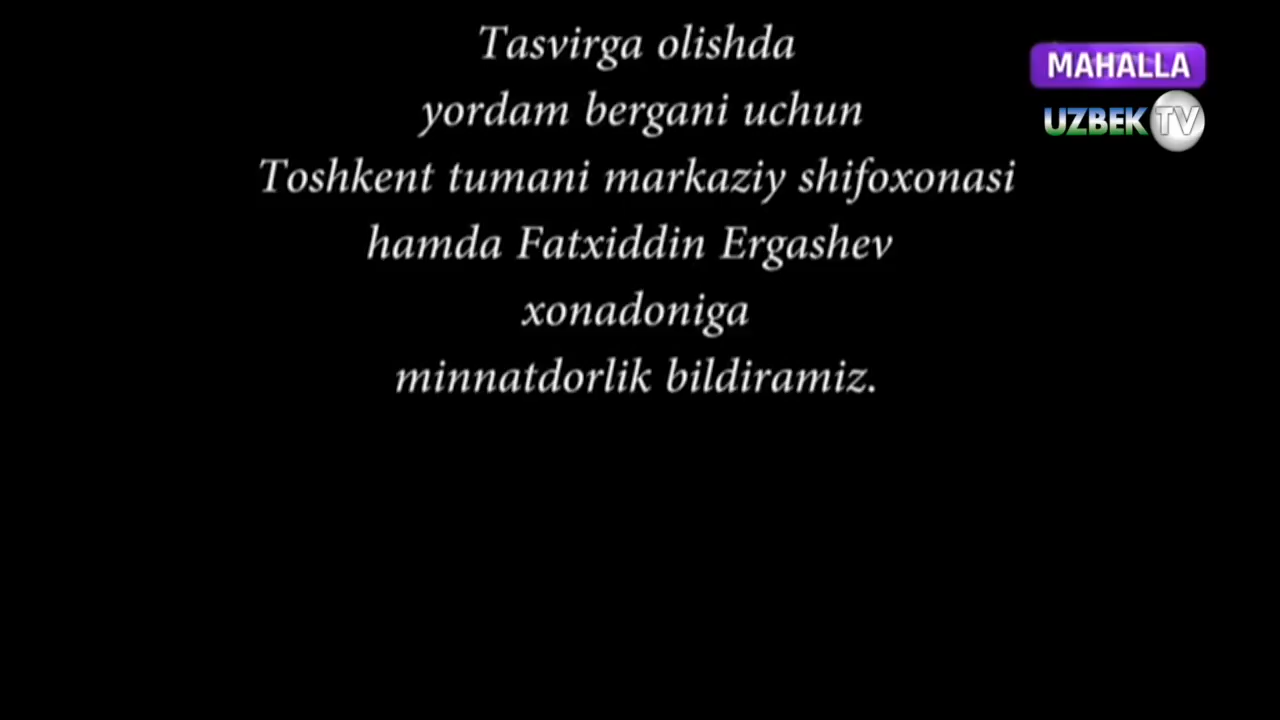 Tasvirga olishda
yordam bergani uchun
Toshkent tumani markaziy shifoxonasi
hamda Fatxiddin Ergashev
xonadoniga
minnatdorlik bildiramiz.
MAHALLA
UZBEK TV